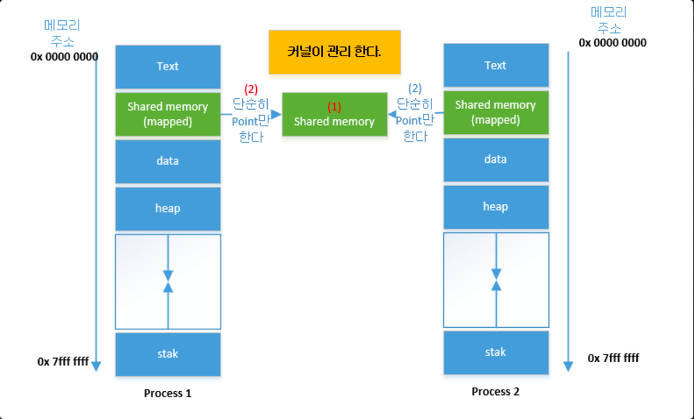 메모리
주소
0x 0000 0000
Text
Shared memory
(mapped)
data
heap
stak
0x 7fff ffff
Process 1
(2)
단순히
Point만
한다
커널이 관리 한다.
(1)
Shared memory
(2)
단순히
Point만
한다
메모리
주소
0x 0000 0000
Text
Shared memory
(mapped)
data
heap
stak
0x 7fff ffff
Process 2